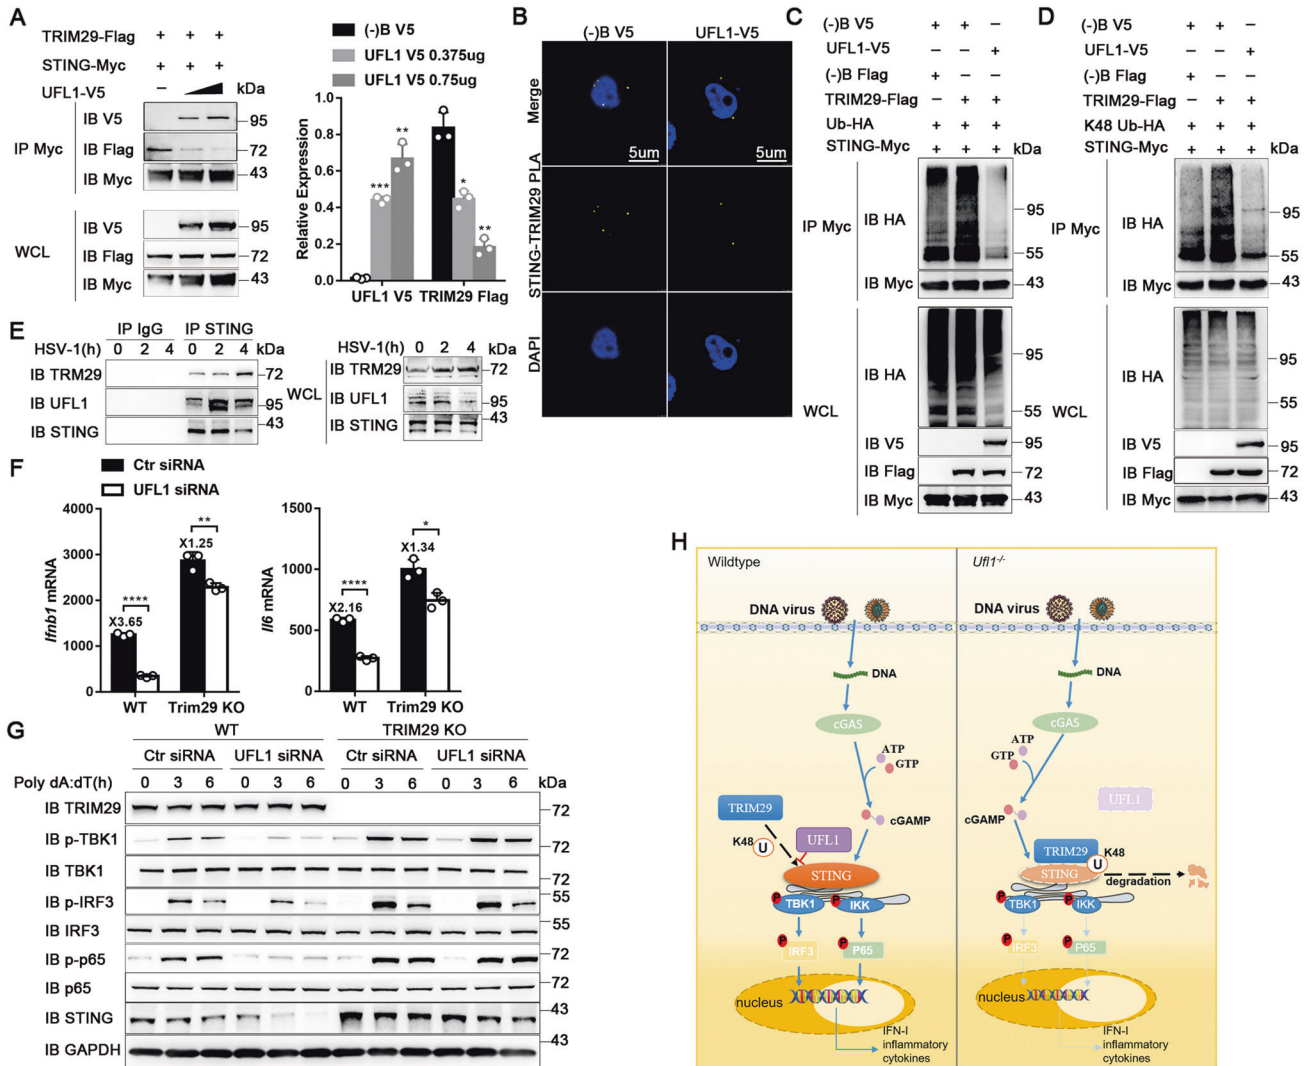 A
TRIM29-Flag + + +
STING-Myc + + +
UFL1-V5 − kDa
IP Myc
IB V5 95
IB Flag 72
IB Myc 43
WCL
IB V5 95
IB Flag 72
IB Myc 43
(-)B V5
UFL1 V5 0.375ug
UFL1 V5 0.75ug
Relative Expression
1.0
0.8
0.6
0.4
0.2
0.0
*** ** * **
UFL1 V5 TRIM29 Flag
B
(-)B V5 UFL1-V5
Merge
5um 5um
STING-TRIM29 PLA
DAPI
C
(-)B V5 + + −
UFL1-V5 − − +
(-)B Flag + − −
TRIM29-Flag − + +
Ub-HA + + +
STING-Myc + + + kDa
IP Myc
IB HA 95
55
IB Myc 43
WCL
IB HA 95
55
IB V5 95
IB Flag 72
IB Myc 43
D
(-)B V5 + + −
UFL1-V5 − − +
(-)B Flag + − −
TRIM29-Flag − + +
K48 Ub-HA + + +
STING-Myc + + + kDa
IP Myc
IB HA 95
55
IB Myc 43
WCL
IB HA 95
55
IB V5 95
IB Flag 72
IB Myc 43
E
IP IgG IP STING
HSV-1(h) 0 2 4 0 2 4 kDa
IB TRM29 72
IB UFL1 95
IB STING 43
HSV-1(h) 0 2 4 kDa
WCL
IB TRM29 72
IB UFL1 95
IB STING 43
F
Ctr siRNA
UFL1 siRNA
Ifnb1 mRNA
4000
3000
2000
1000
0
X3.65 **** X1.25 **
WT Trim29 KO
Il6 mRNA
1500
1000
500
0
X2.16 **** X1.34 *
WT Trim29 KO
G
WT TRIM29 KO
Ctr siRNA UFL1 siRNA Ctr siRNA UFL1 siRNA
Poly dA:dT(h) 0 3 6 0 3 6 0 3 6 0 3 6 kDa
IB TRIM29 72
IB p-TBK1 72
IB TBK1 72
IB p-IRF3 55
IB IRF3 55
IB p-p65 72
IB p65 72
IB STING 43
IB GAPDH 43
H
Wildtype
DNA virus
DNA
cGAS
ATP
GTP
cGAMP
TRIM29
K48
U
UFL1
STING
P TBK1 P IKK
P IRF3 P P65
nucleus
IFN-I
inflammatory
cytokines
Ufl1-/-
DNA virus
DNA
cGAS
ATP
GTP
UFL1
cGAMP
TRIM29
U K48
STING
degradation
P TBK1 P IKK
P IRF3 P P65
nucleus
IFN-I
inflammatory
cytokines